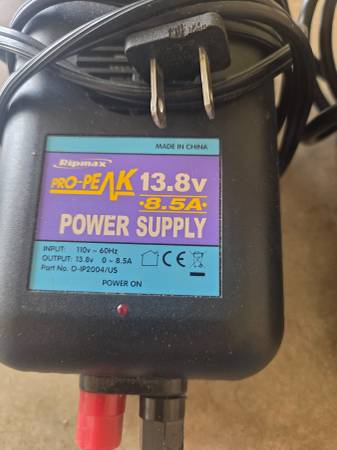 MADE IN CHINA
Ripmax
PRO-PEAK 13.8v
•8.5A•
POWER SUPPLY
INPUT: 110v ~ 60Hz
OUTPUT: 13.8v 0 ~ 8.5A
Part No. O-IP2004/US
POWER ON